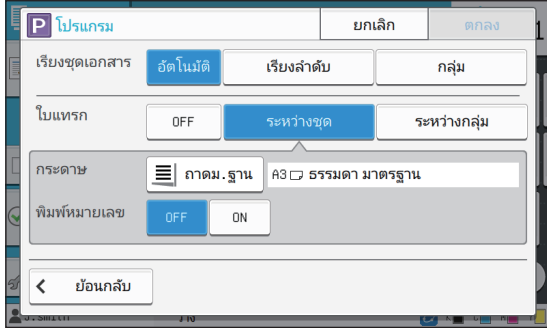 P โปรแกรม ยกเลิก ตกลง
เรียงชุดเอกสาร อัตโนมัติ เรียงลำดับ กลุ่ม
ใบแทรก OFF ระหว่างชุด ระหว่างกลุ่ม
กระดาษ ถาดม.ฐาน A3 ธรรมดา มาตรฐาน
พิมพ์หมายเลข OFF ON
< ย้อนกลับ